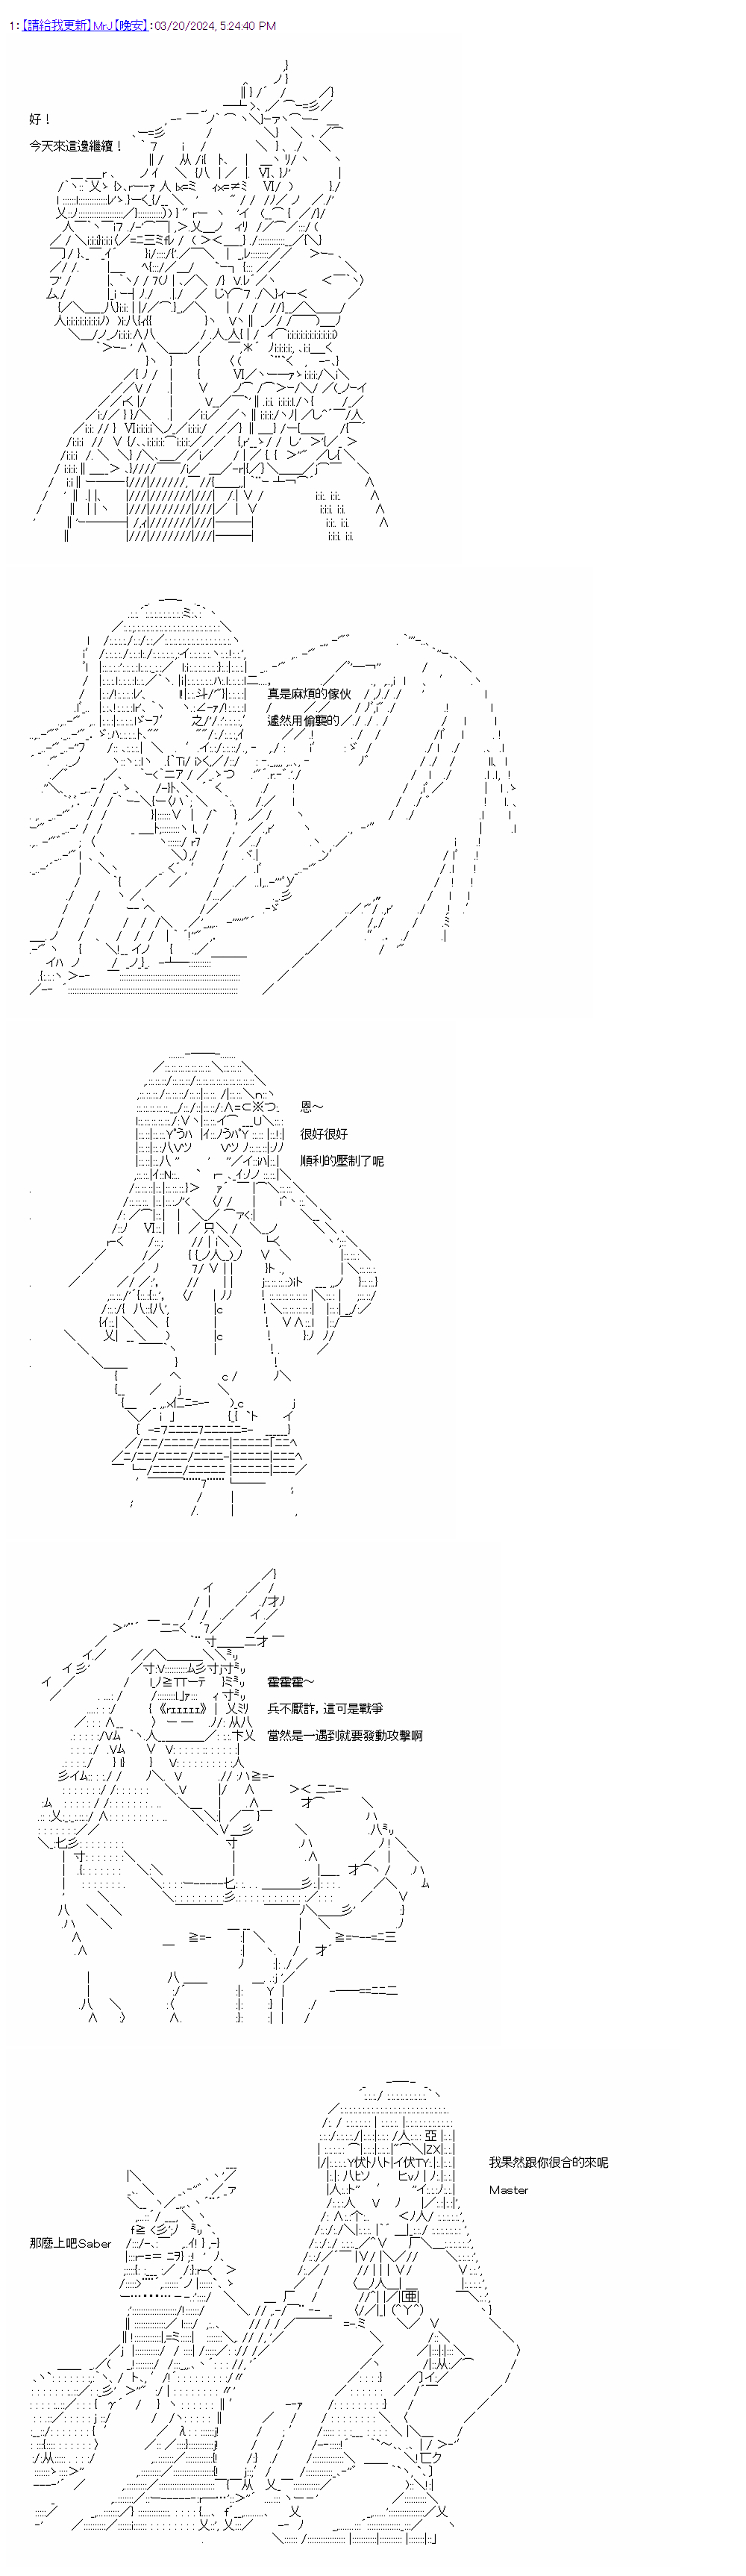 1：【請給我更新】MrJ【晚安】：03/20/2024, 5:24:40 PM
好！
今天來這邊繼續！
真是麻煩的傢伙
遽然用偷襲的
恩～
很好很好
順利的壓制了呢
霍霍霍～
兵不厭詐，這可是戰爭
當然是一遇到就要發動攻擊啊
我果然跟你很合的來呢
Master
那麼上吧Saber